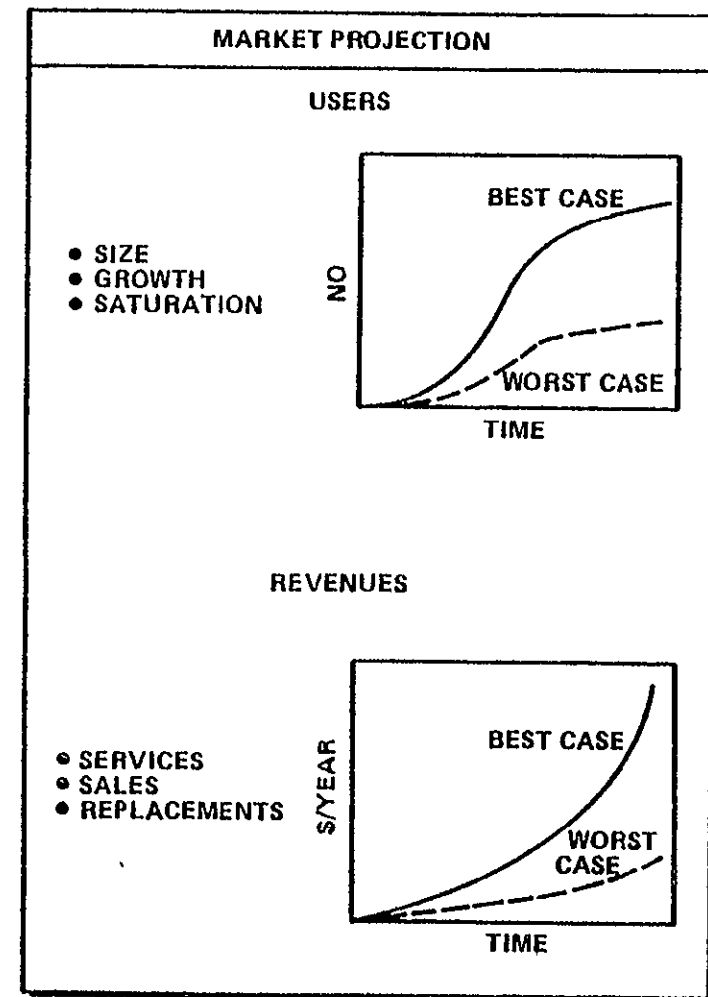 MARKET PROJECTION
USERS
● SIZE
● GROWTH
● SATURATION
NO
BEST CASE
WORST CASE
TIME
REVENUES
● SERVICES
● SALES
● REPLACEMENTS
$/YEAR
BEST CASE
WORST
CASE
TIME